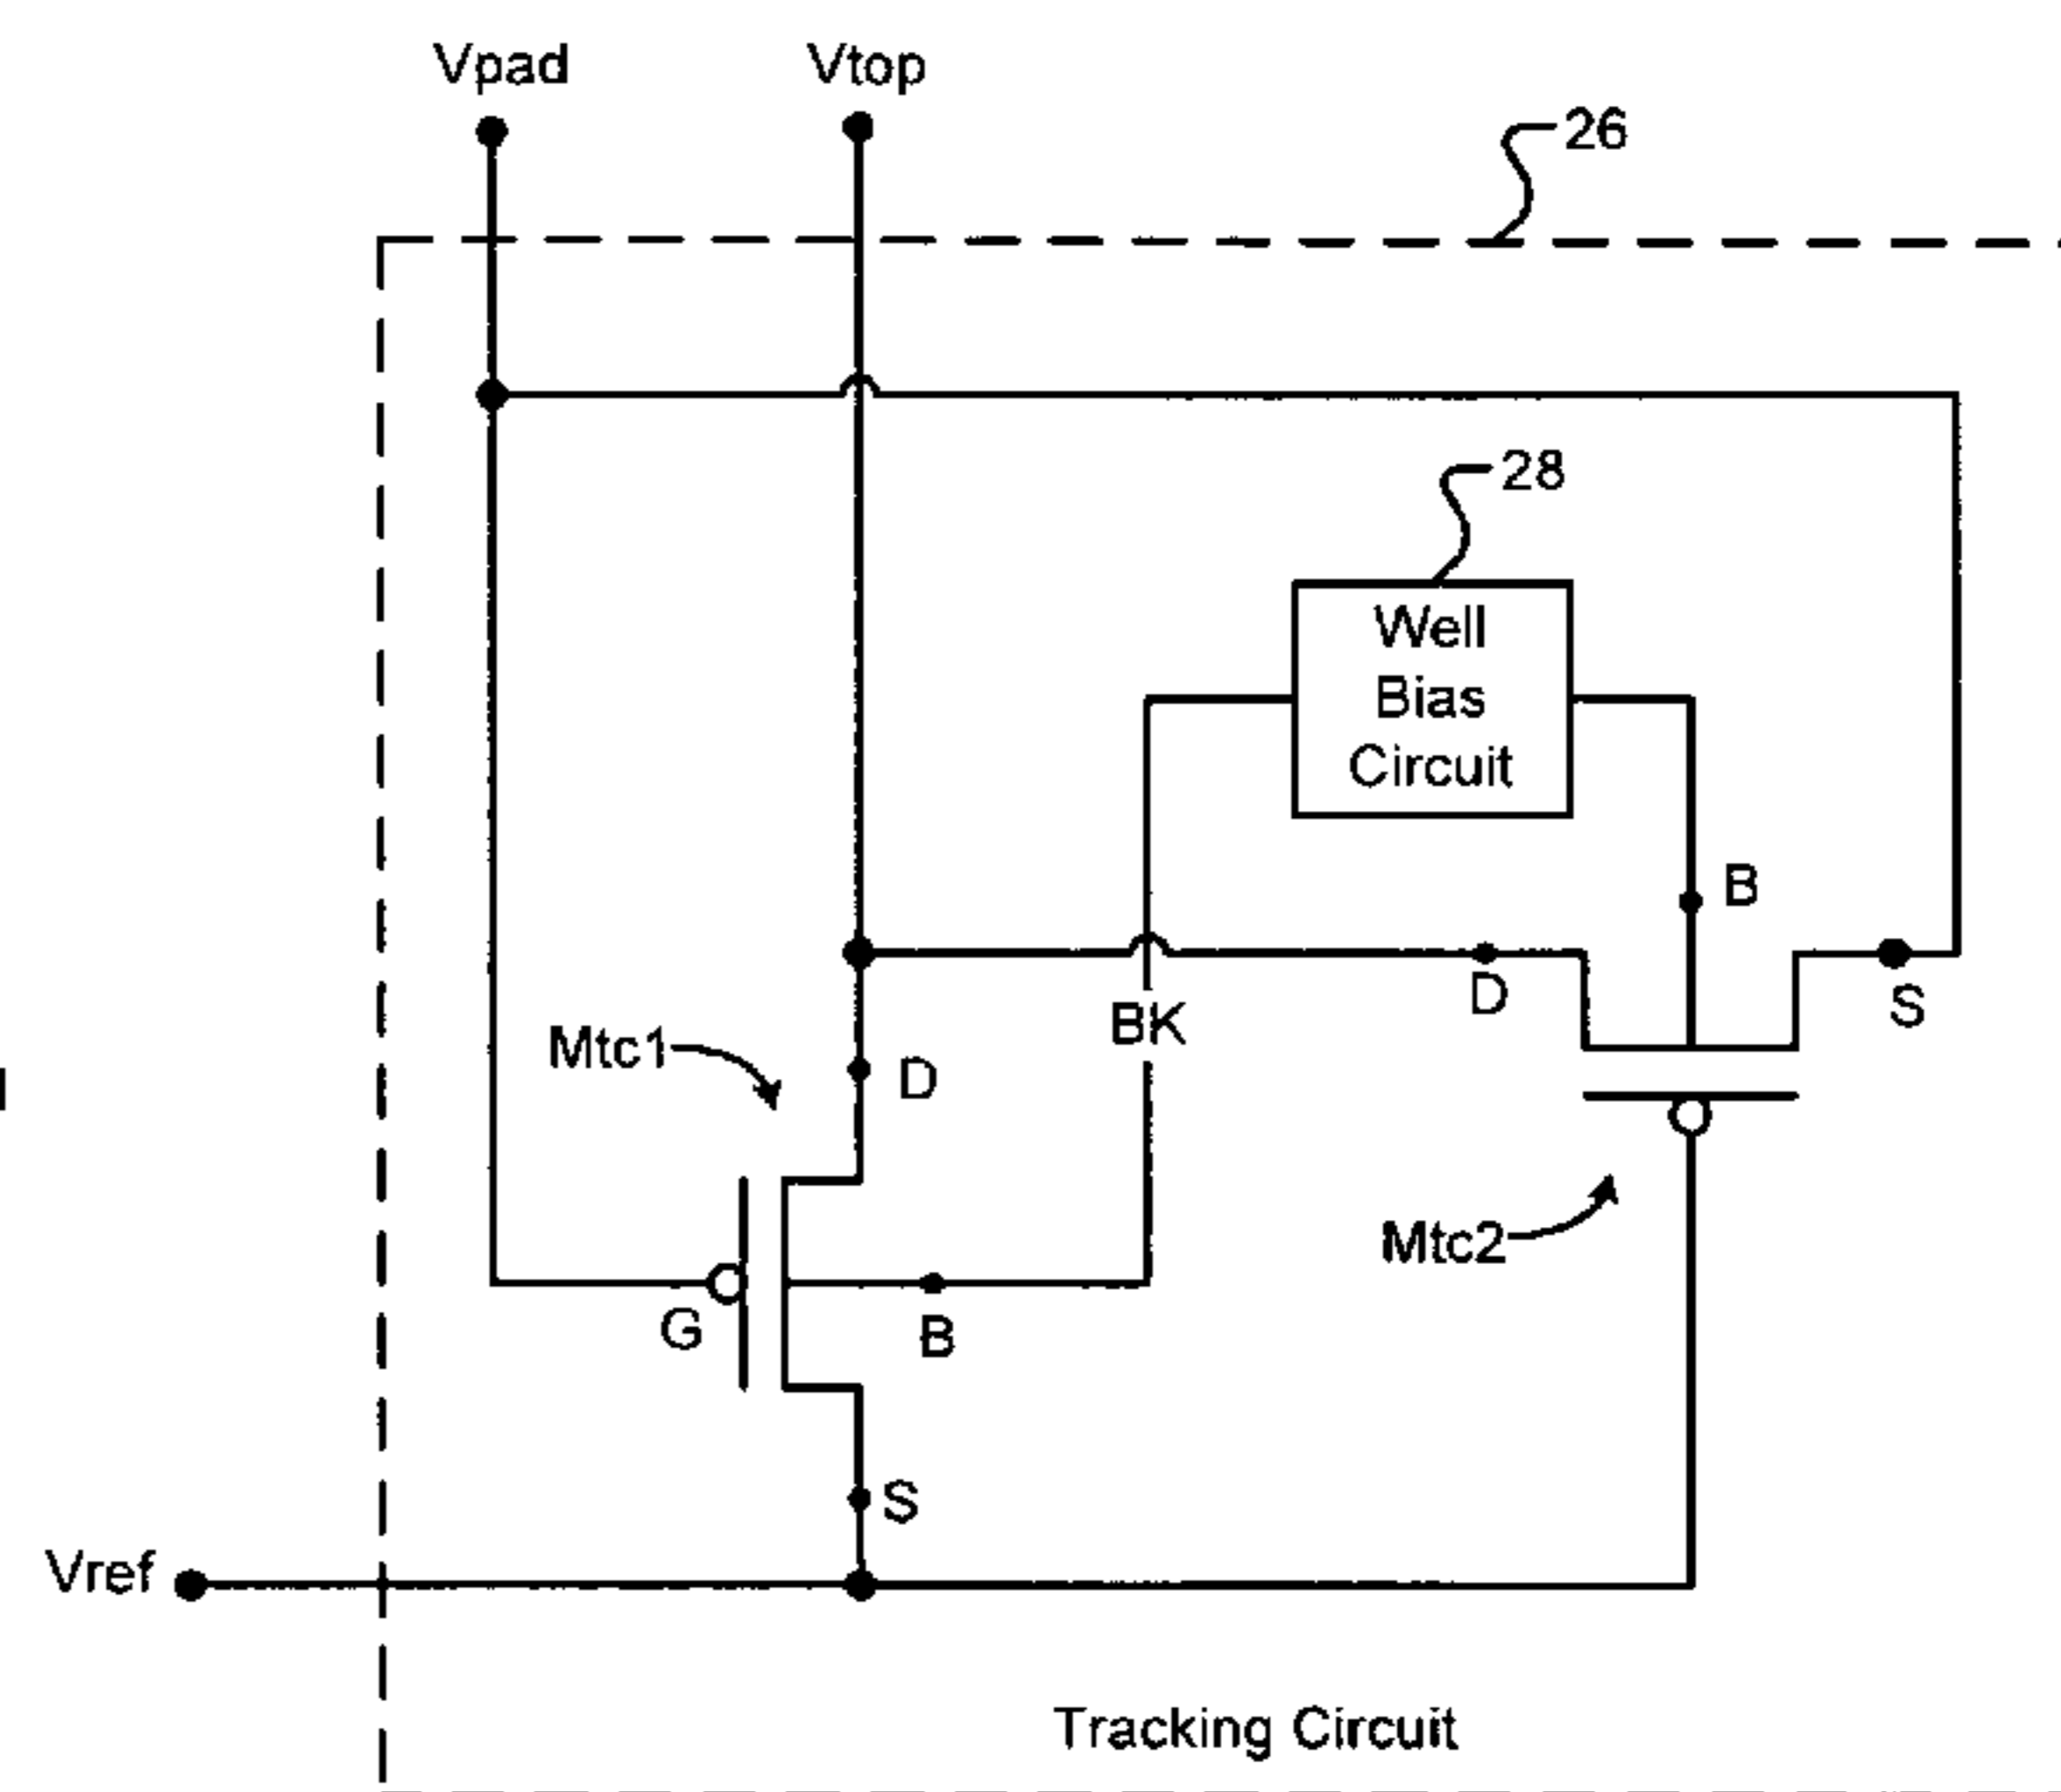 Vpad
Vtop
26
28
Well
Bias
Circuit
B
D
S
BK
Mtc1
D
Mtc2
G
B
S
Vref
Tracking Circuit